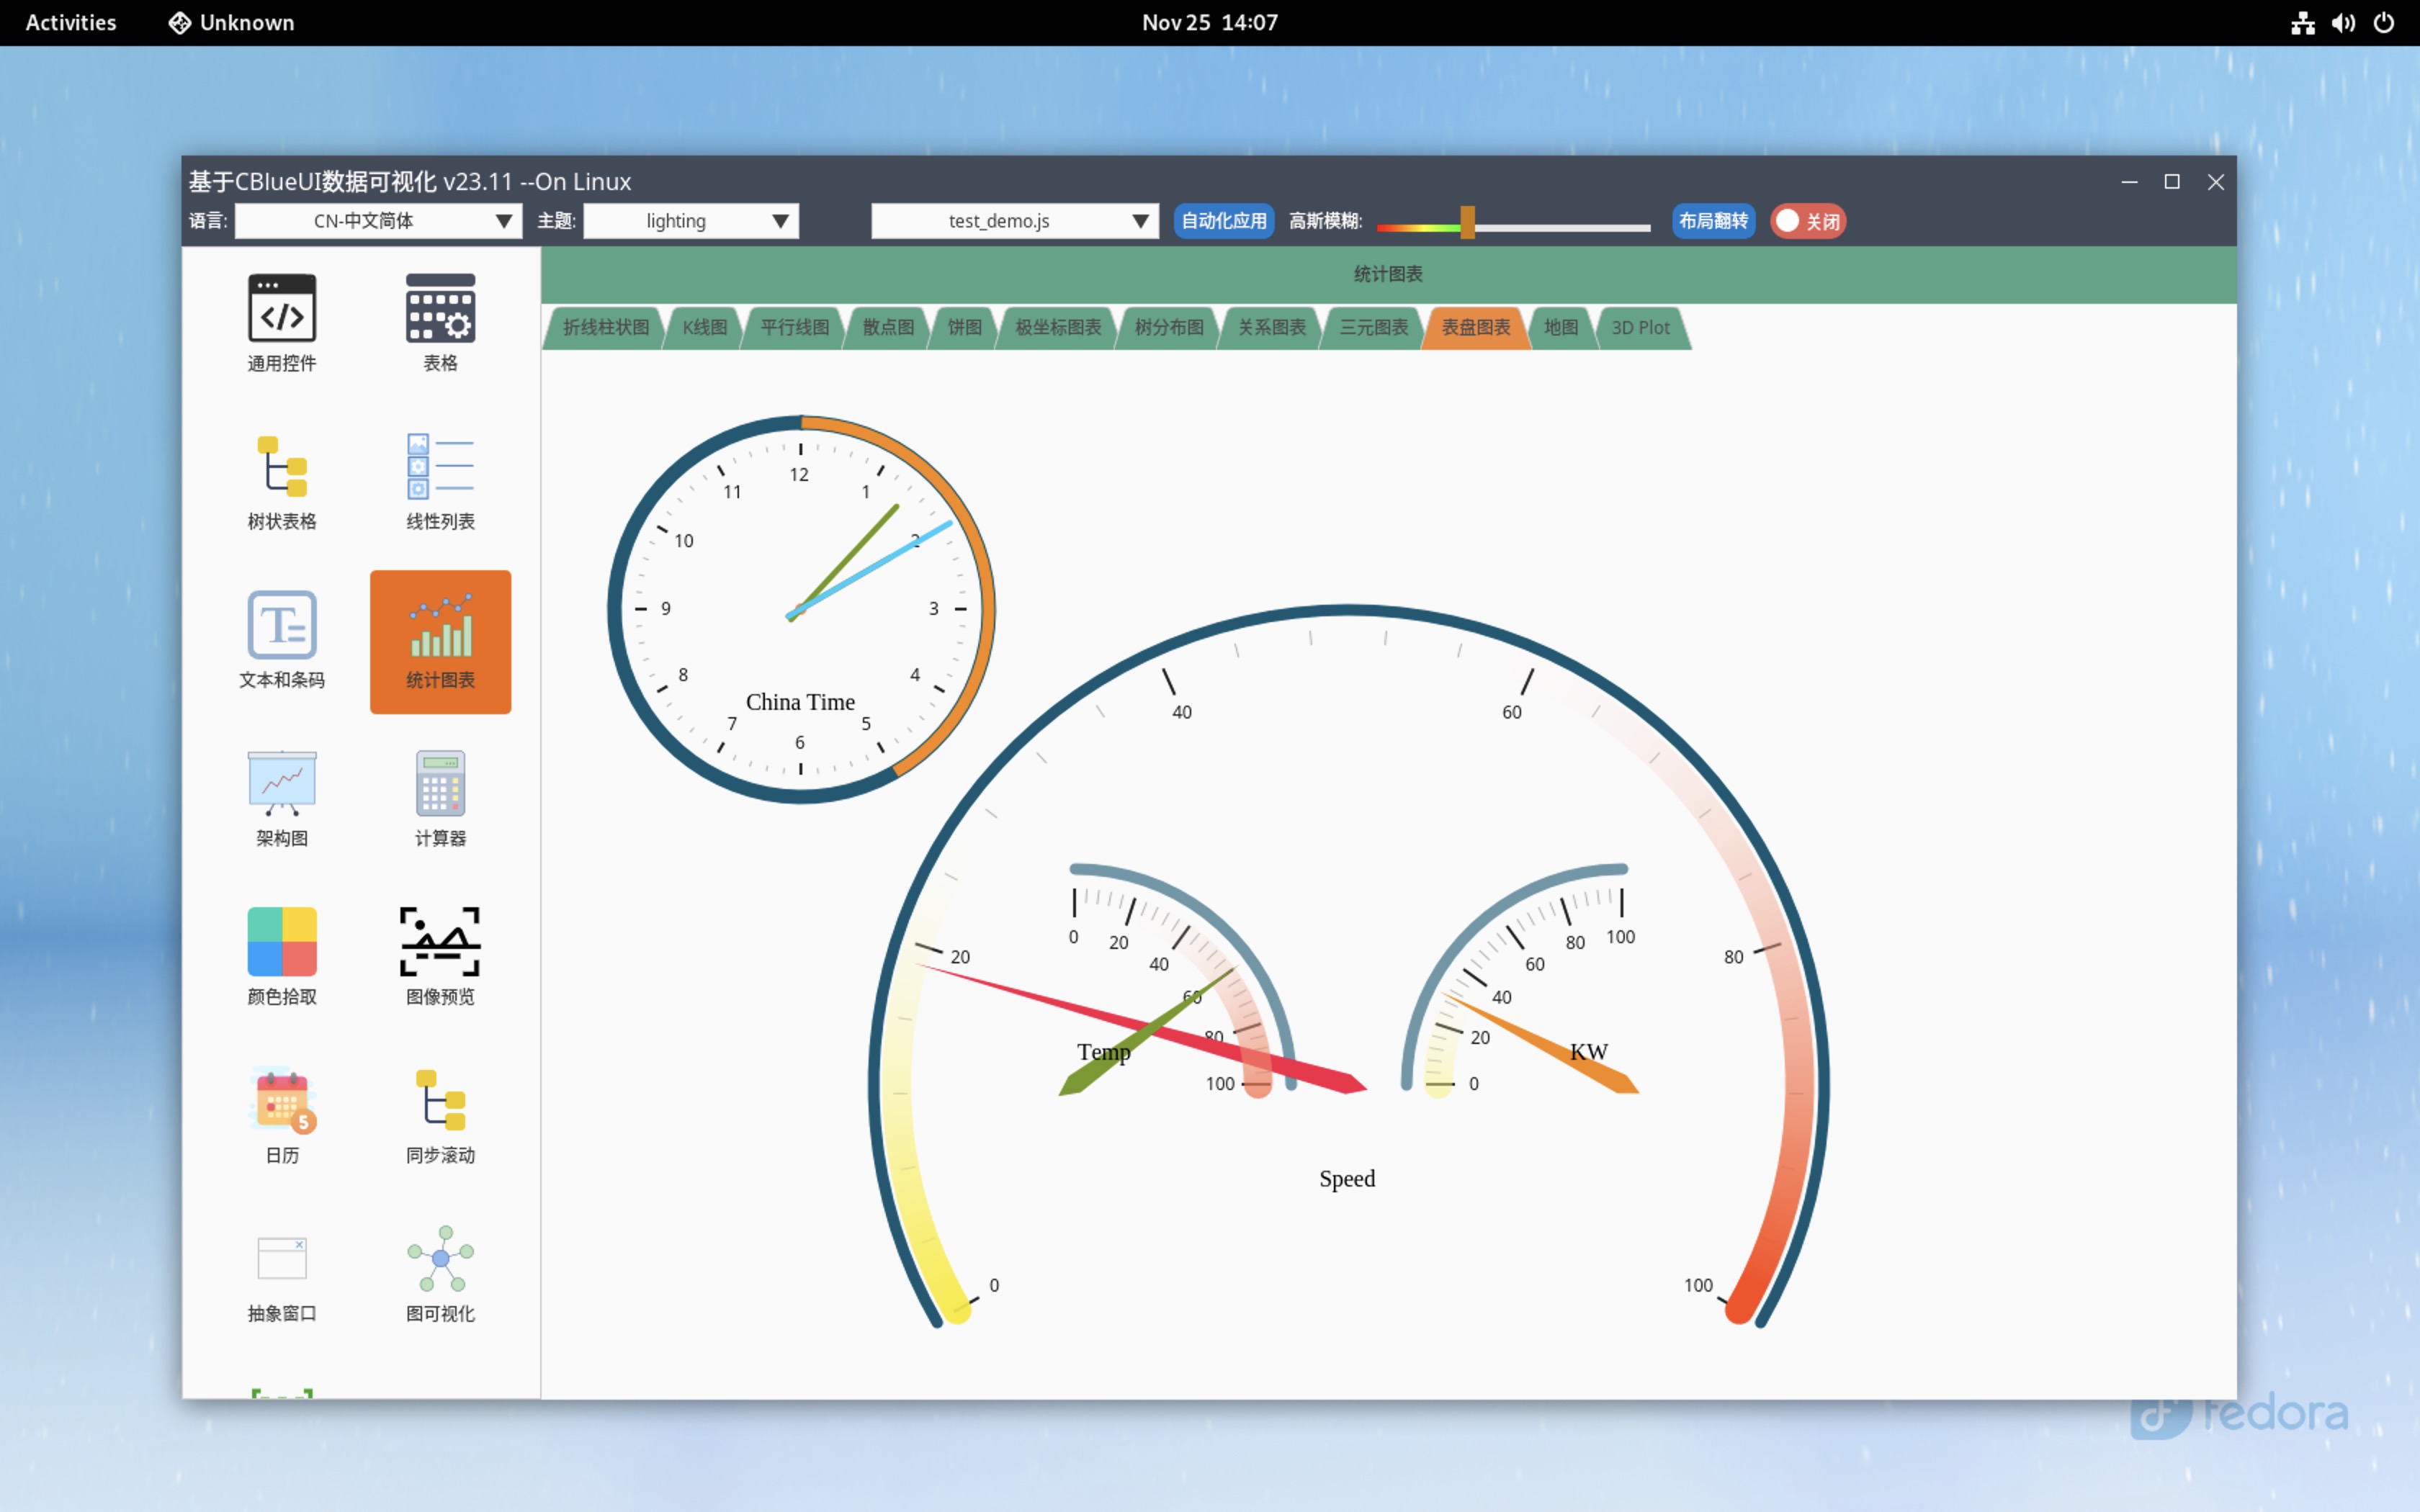 Activities Unknown Nov 25 14:07
基于CBlueUI数据可视化 v23.11 --On Linux
语言: CN-中文简体 主题: lighting test_demo.js 自动化应用 高斯模糊: 布局翻转 关闭
通用控件 表格
树状表格 线性列表
文本和条码 统计图表
架构图 计算器
颜色拾取 图像预览
日历 同步滚动
5
抽象窗口 图可视化
统计图表
折线柱状图 K线图 平行线图 散点图 饼图 极坐标图表 树分布图 关系图表 三元图表 表盘图表 地图 3D Plot
12
11 1
10 2
9 3
8 4
China Time
7 5
6
40 60
20 80
0 100
Speed
0 20 40 60 80 100
Temp
0 20 40 60 80 100
KW
fedora